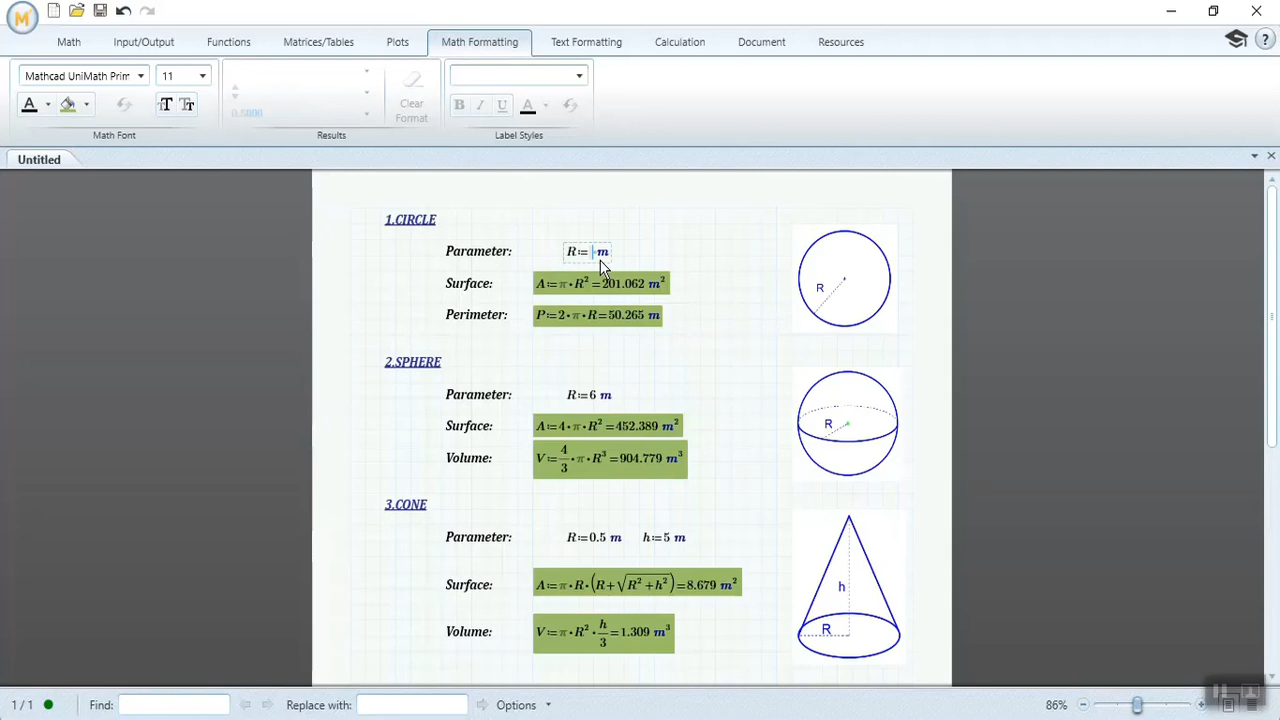 Math Input/Output Functions Matrices/Tables Plots Math Formatting Text Formatting Calculation Document Resources
Mathcad UniMath Prim 11
0.5000
Clear
Format
B I U A
Math Font Results Label Styles
Untitled
1.CIRCLE
Parameter: R≔ m
Surface: A≔π•R²=201.062 m²
Perimeter: P≔2•π•R=50.265 m
R
2.SPHERE
Parameter: R≔6 m
Surface: A≔4•π•R²=452.389 m²
Volume: V≔4/3•π•R³=904.779 m³
R
3.CONE
Parameter: R≔0.5 m h≔5 m
Surface: A≔π•R•(R+√(R²+h²))=8.679 m²
Volume: V≔π•R²•h/3=1.309 m³
h
R
1 / 1 Find: Replace with: Options 86%